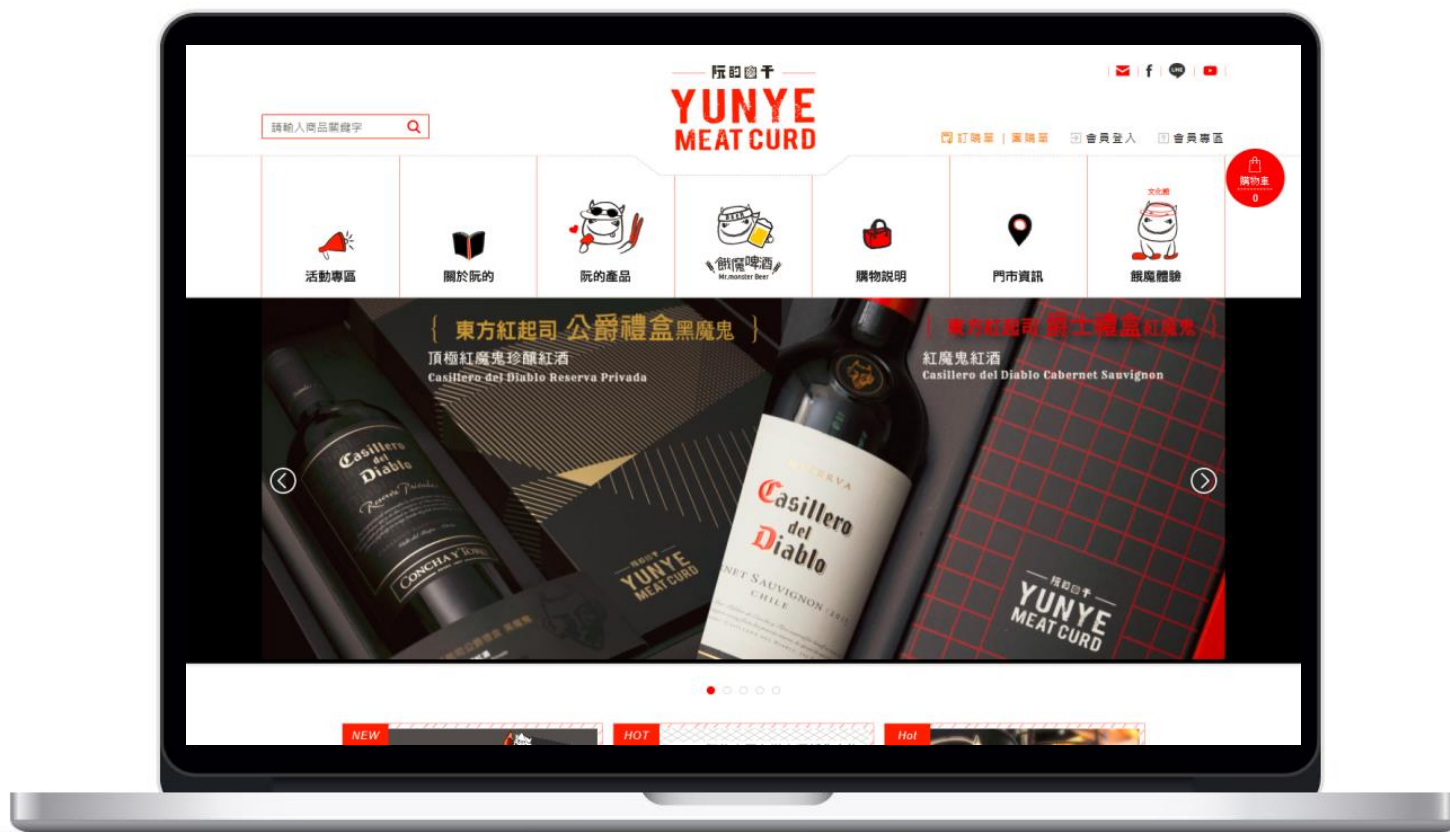 阮的肉干
YUNYE
MEAT CURD
請輸入商品關鍵字
訂購單 | 團購單
會員登入
會員專區
購物車
0
活動專區
關於阮的
阮的產品
BEER
餓魔啤酒
Mr.monster Beer
購物說明
門市資訊
文化館
餓魔體驗
LINE
{ 東方紅起司 公爵禮盒 黑魔鬼 }
頂極紅魔鬼珍釀紅酒
Casillero del Diablo Reserva Privada
{ 東方紅起司 爵士禮盒 紅魔鬼 }
紅魔鬼紅酒
Casillero del Diablo Cabernet Sauvignon
Casillero
del
Diablo
Reserva Privada
CONCHA Y TORO
YUNYE
MEAT CURD
RESERVA
Casillero
del
Diablo
NET SAUVIGNON
CHILE
阮的肉干
YUNYE
MEAT CURD
NEW
HOT
Hot